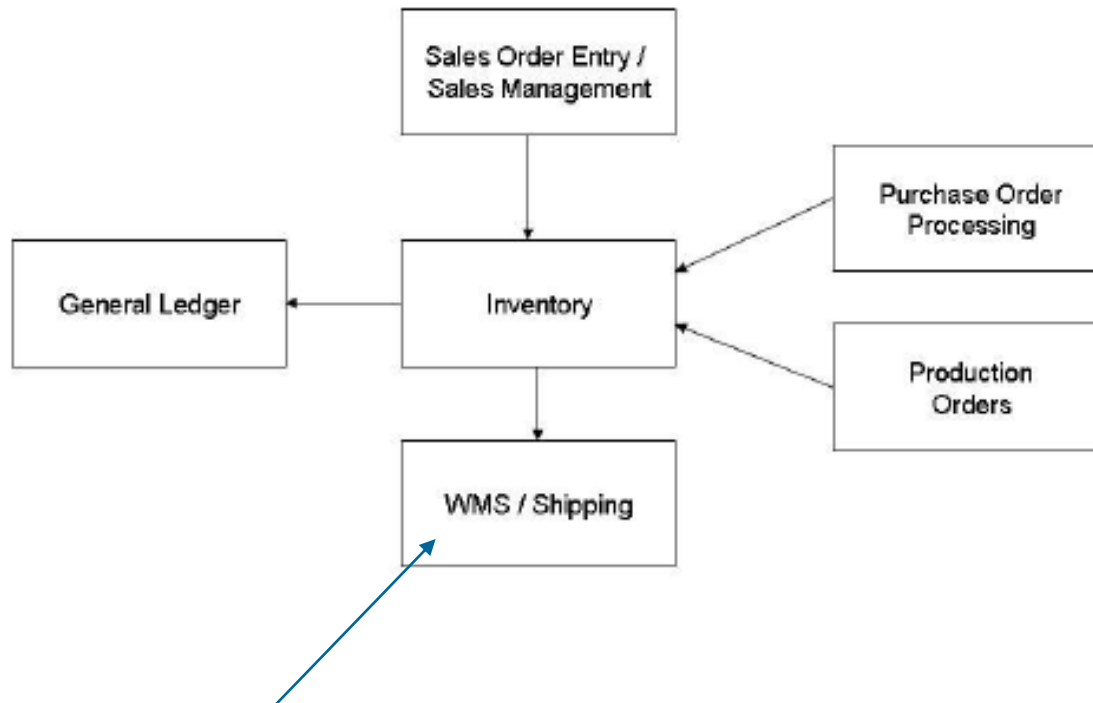 Sales Order Entry /
Sales Management
Purchase Order
Processing
General Ledger
Inventory
Production
Orders
WMS / Shipping